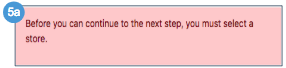 5a
Before you can continue to the next step, you must select a
store.